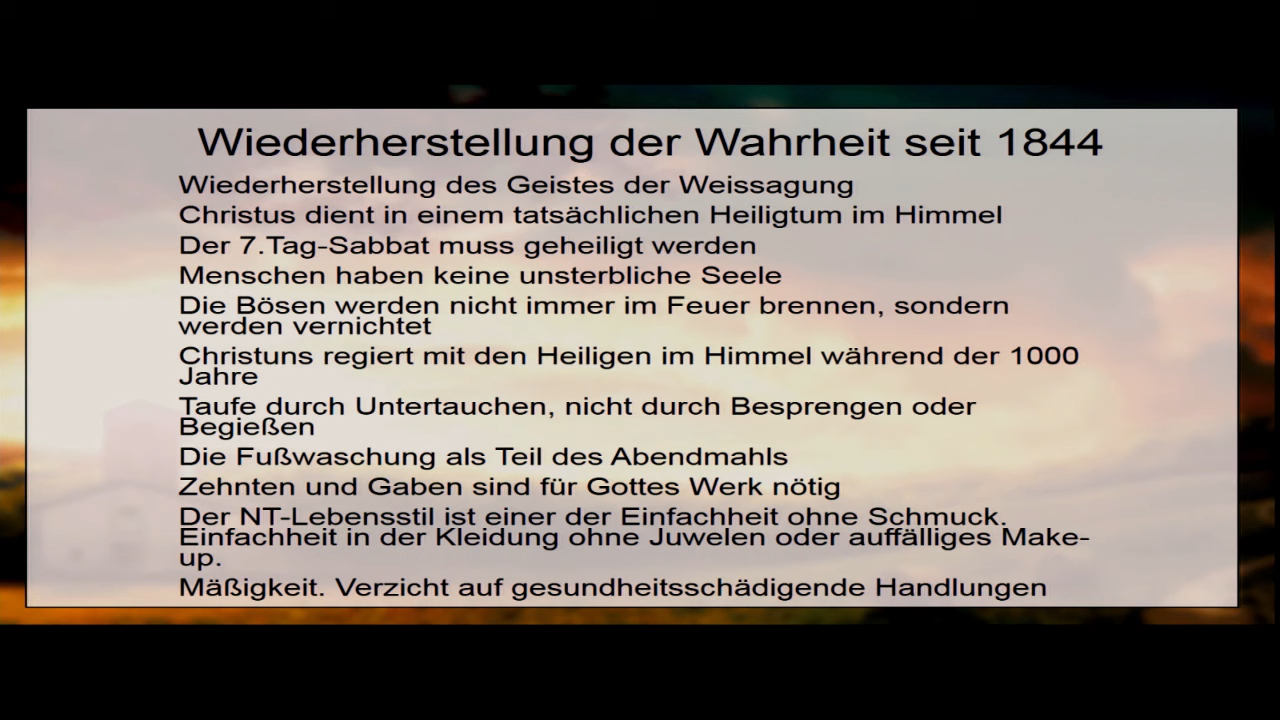 Wiederherstellung der Wahrheit seit 1844
Wiederherstellung des Geistes der Weissagung
Christus dient in einem tatsächlichen Heiligtum im Himmel
Der 7.Tag-Sabbat muss geheiligt werden
Menschen haben keine unsterbliche Seele
Die Bösen werden nicht immer im Feuer brennen, sondern
werden vernichtet
Christuns regiert mit den Heiligen im Himmel während der 1000
Jahre
Taufe durch Untertauchen, nicht durch Besprengen oder
Begießen
Die Fußwaschung als Teil des Abendmahls
Zehnten und Gaben sind für Gottes Werk nötig
Der NT-Lebensstil ist einer der Einfachheit ohne Schmuck.
Einfachheit in der Kleidung ohne Juwelen oder auffälliges Make-
up.
Mäßigkeit. Verzicht auf gesundheitsschädigende Handlungen